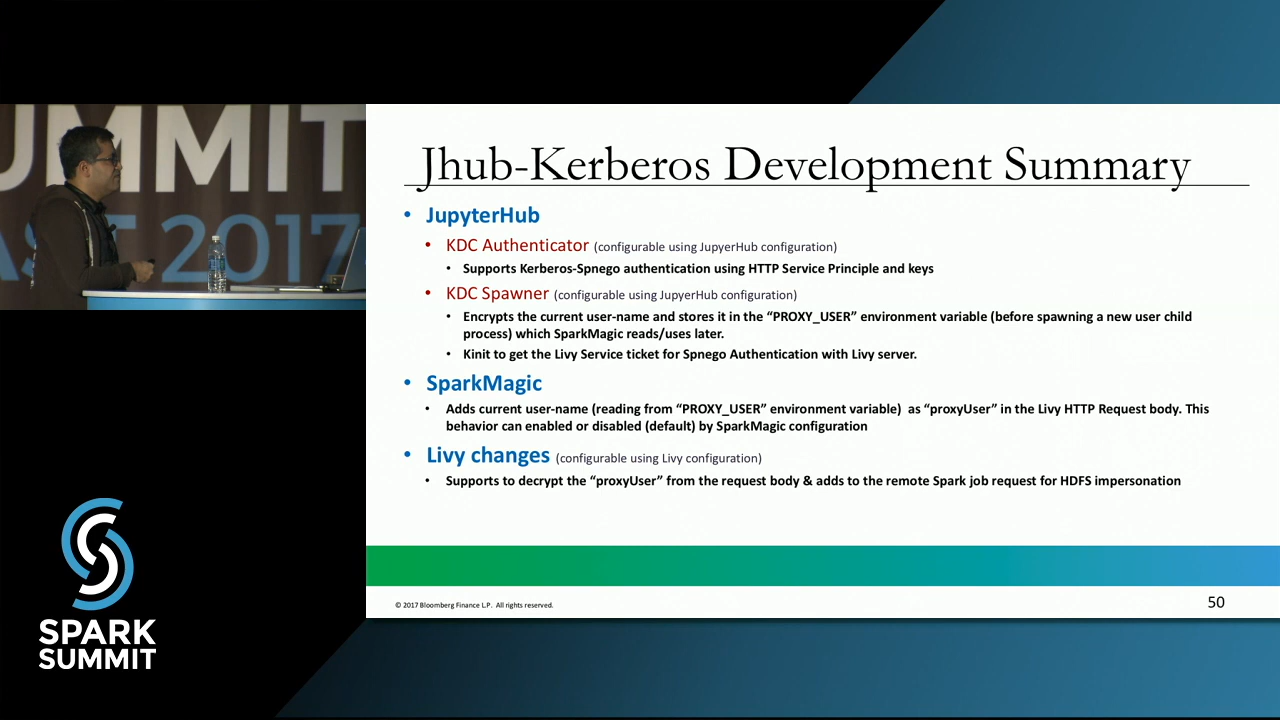 UMMIT
AST 2017
Jhub-Kerberos Development Summary
• JupyterHub
• KDC Authenticator (configurable using JupyerHub configuration)
• Supports Kerberos-Spnego authentication using HTTP Service Principle and keys
• KDC Spawner (configurable using JupyerHub configuration)
• Encrypts the current user-name and stores it in the “PROXY_USER” environment variable (before spawning a new user child
process) which SparkMagic reads/uses later.
• Kinit to get the Livy Service ticket for Spnego Authentication with Livy server.
• SparkMagic
• Adds current user-name (reading from “PROXY_USER” environment variable) as “proxyUser” in the Livy HTTP Request body. This
behavior can enabled or disabled (default) by SparkMagic configuration
• Livy changes (configurable using Livy configuration)
• Supports to decrypt the “proxyUser” from the request body & adds to the remote Spark job request for HDFS impersonation
© 2017 Bloomberg Finance L.P. All rights reserved.
50
SPARK
SUMMIT